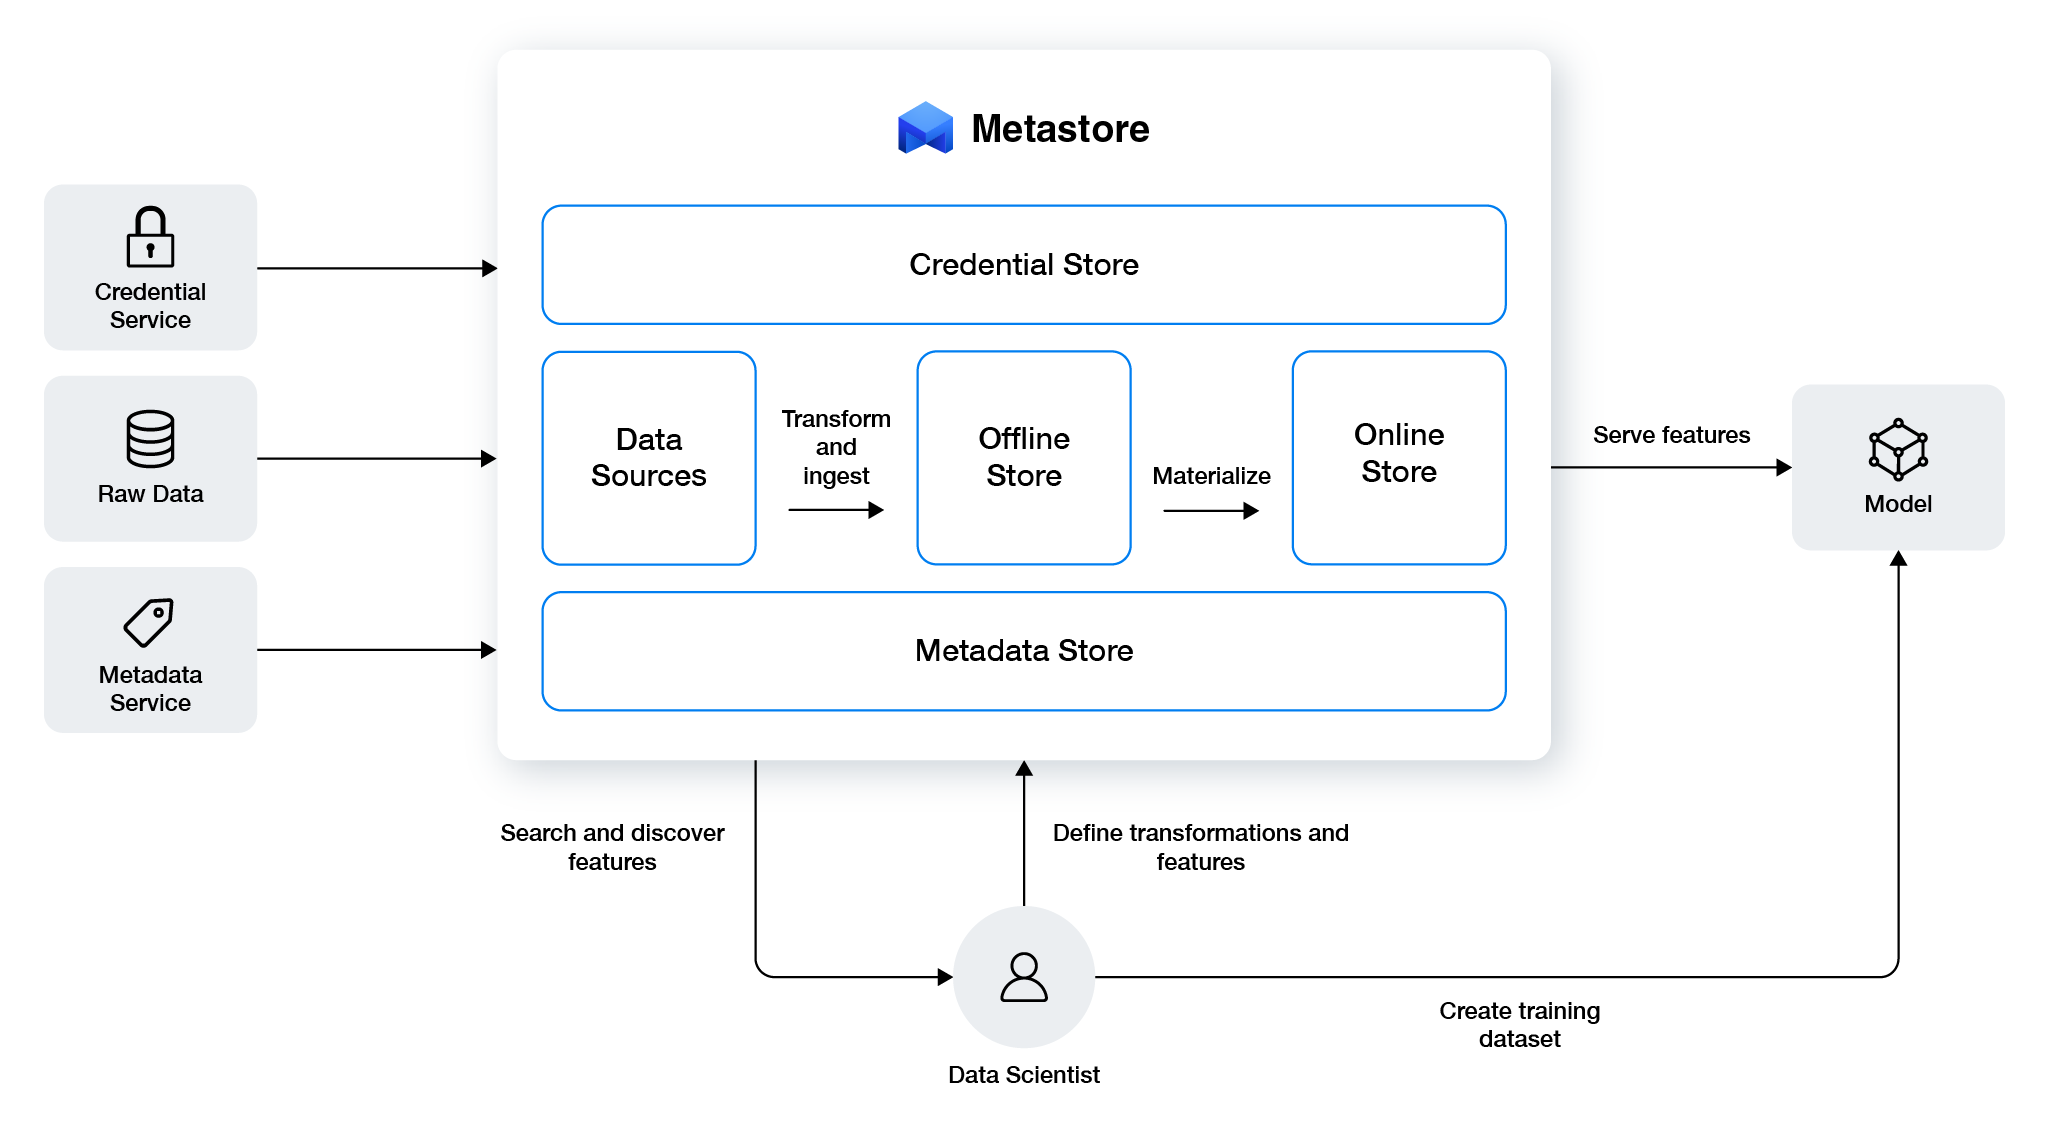 Metastore
Credential
Service
Raw Data
Metadata
Service
Credential Store
Data
Sources
Transform
and
ingest
Offline
Store
Materialize
Online
Store
Metadata Store
Serve features
Model
Search and discover
features
Define transformations and
features
Data Scientist
Create training
dataset